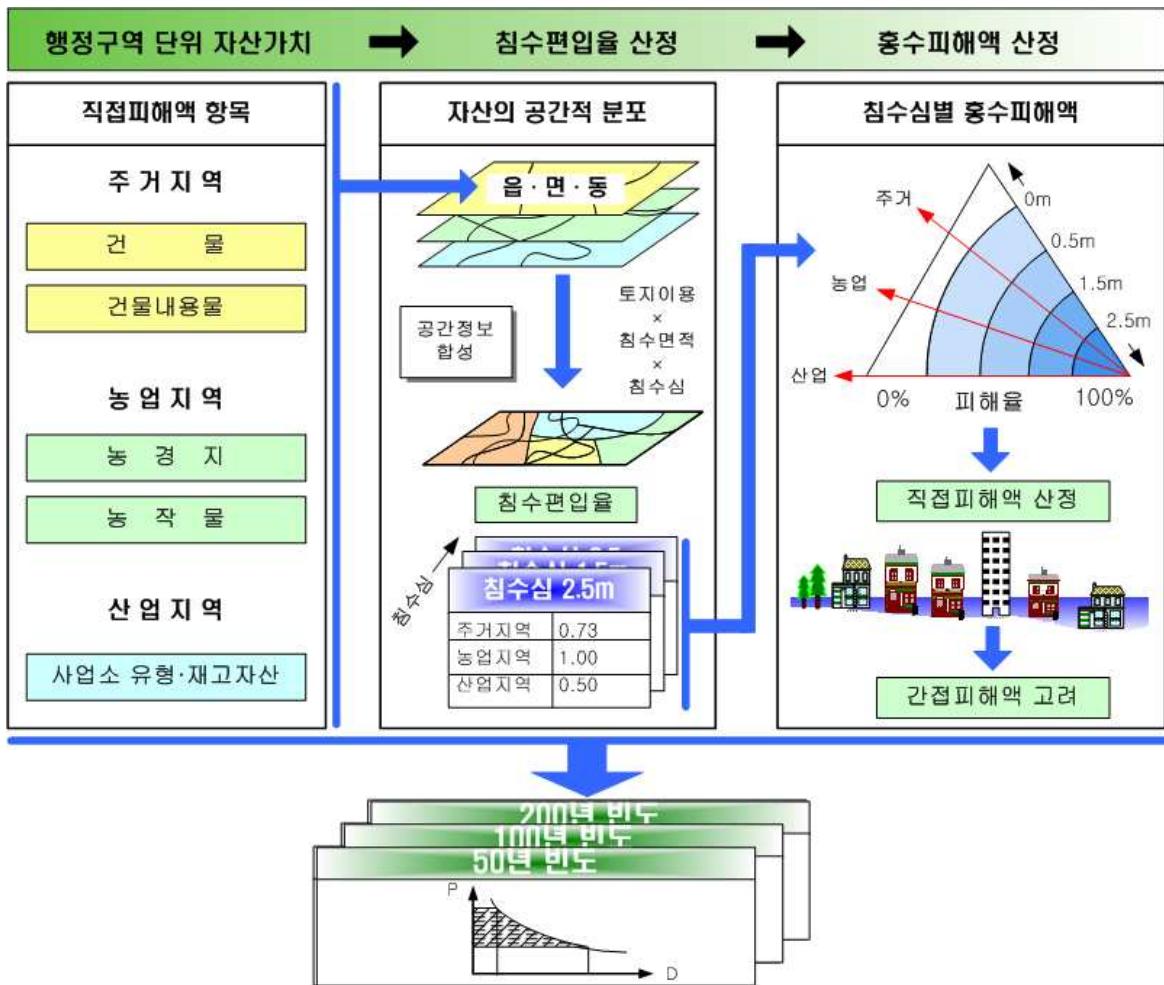 행정구역 단위 자산가치
침수편입율 산정
홍수피해액 산정
직접피해액 항목
주 거 지 역
건 물
건물내용물
농 업 지 역
농 경 지
농 작 물
산 업 지 역
사업소 유형·재고자산
자산의 공간적 분포
읍·면·동
공간정보
합성
토지이용
×
침수면적
×
침수심
침수편입율
침수심
침수심 2.5m
주거지역 0.73
농업지역 1.00
산업지역 0.50
침수심별 홍수피해액
주거
농업
산업
0m
0.5m
1.5m
2.5m
0% 피해율 100%
직접피해액 산정
간접피해액 고려
200년 빈도
100년 빈도
50년 빈도
P
D